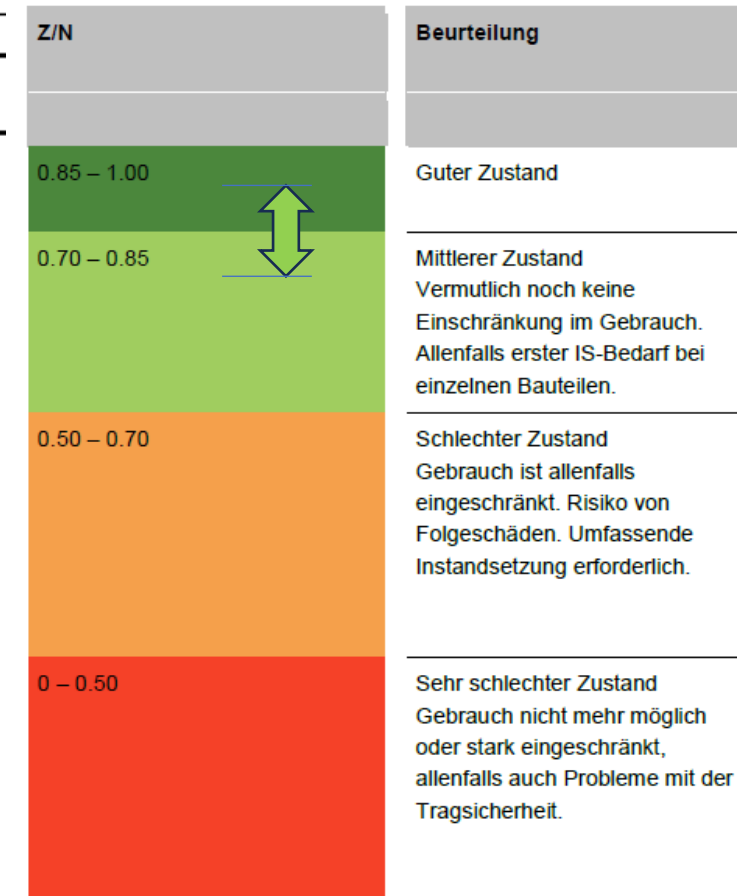 Z/N
Beurteilung
0.85 – 1.00
Guter Zustand
0.70 – 0.85
Mittlerer Zustand
Vermutlich noch keine
Einschränkung im Gebrauch.
Allenfalls erster IS-Bedarf bei
einzelnen Bauteilen.
0.50 – 0.70
Schlechter Zustand
Gebrauch ist allenfalls
eingeschränkt. Risiko von
Folgeschäden. Umfassende
Instandsetzung erforderlich.
0 – 0.50
Sehr schlechter Zustand
Gebrauch nicht mehr möglich
oder stark eingeschränkt,
allenfalls auch Probleme mit der
Tragsicherheit.